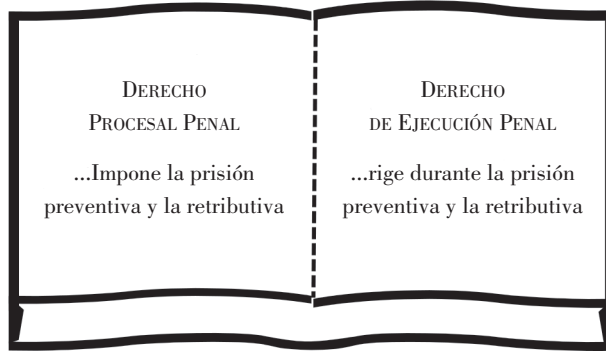 DERECHO
PROCESAL PENAL
...Impone la prisión
preventiva y la retributiva
DERECHO
DE EJECUCIÓN PENAL
...rige durante la prisión
preventiva y la retributiva